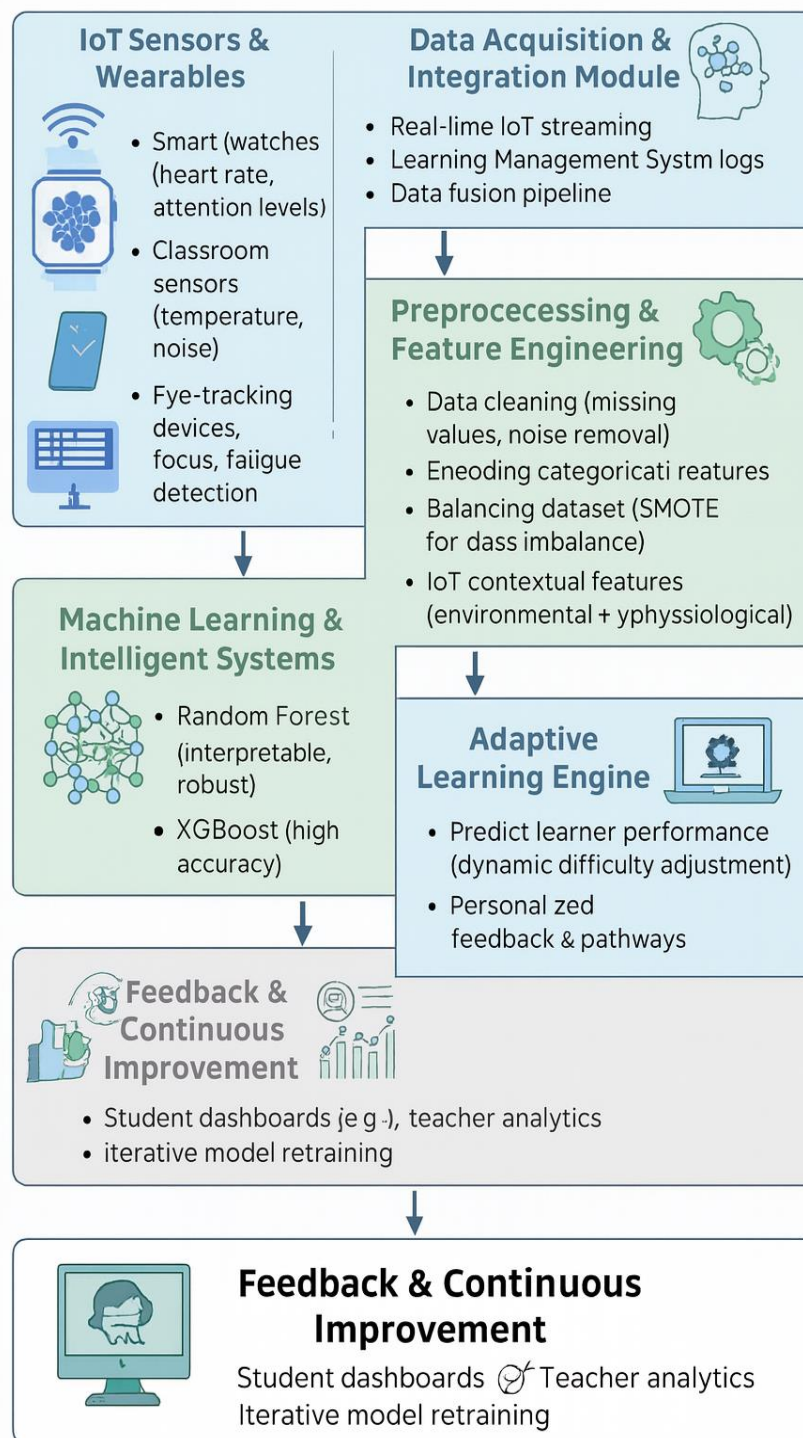 IoT Sensors &
Wearables
• Smart (watches
(heart rate,
attention levels)
• Classroom
sensors
(temperature,
noise)
• Fye-tracking
devices,
focus, faiigue
detection
Data Acquisition &
Integration Module
• Real-lime IoT streaming
• Learning Management Systm logs
• Data fusion pipeline
Preprocecessing &
Feature Engineering
• Data cleaning (missing
values, noise removal)
• Eneoding categoricati reatures
• Balancing dataset (SMOTE
for dass imbalance)
• IoT contextual features
(environmental + yphyssiological)
Machine Learning &
Intelligent Systems
• Random Forest
(interpretable,
robust)
• XGBoost (high
accuracy)
Adaptive
Learning Engine
• Predict learner performance
(dynamic difficulty adjustment)
• Personal zed
feedback & pathways
Feedback &
Continuous
Improvement
• Student dashboards (e g .), teacher analytics
• iterative model retraining
Feedback & Continuous
Improvement
Student dashboards Teacher analytics
Iterative model retraining